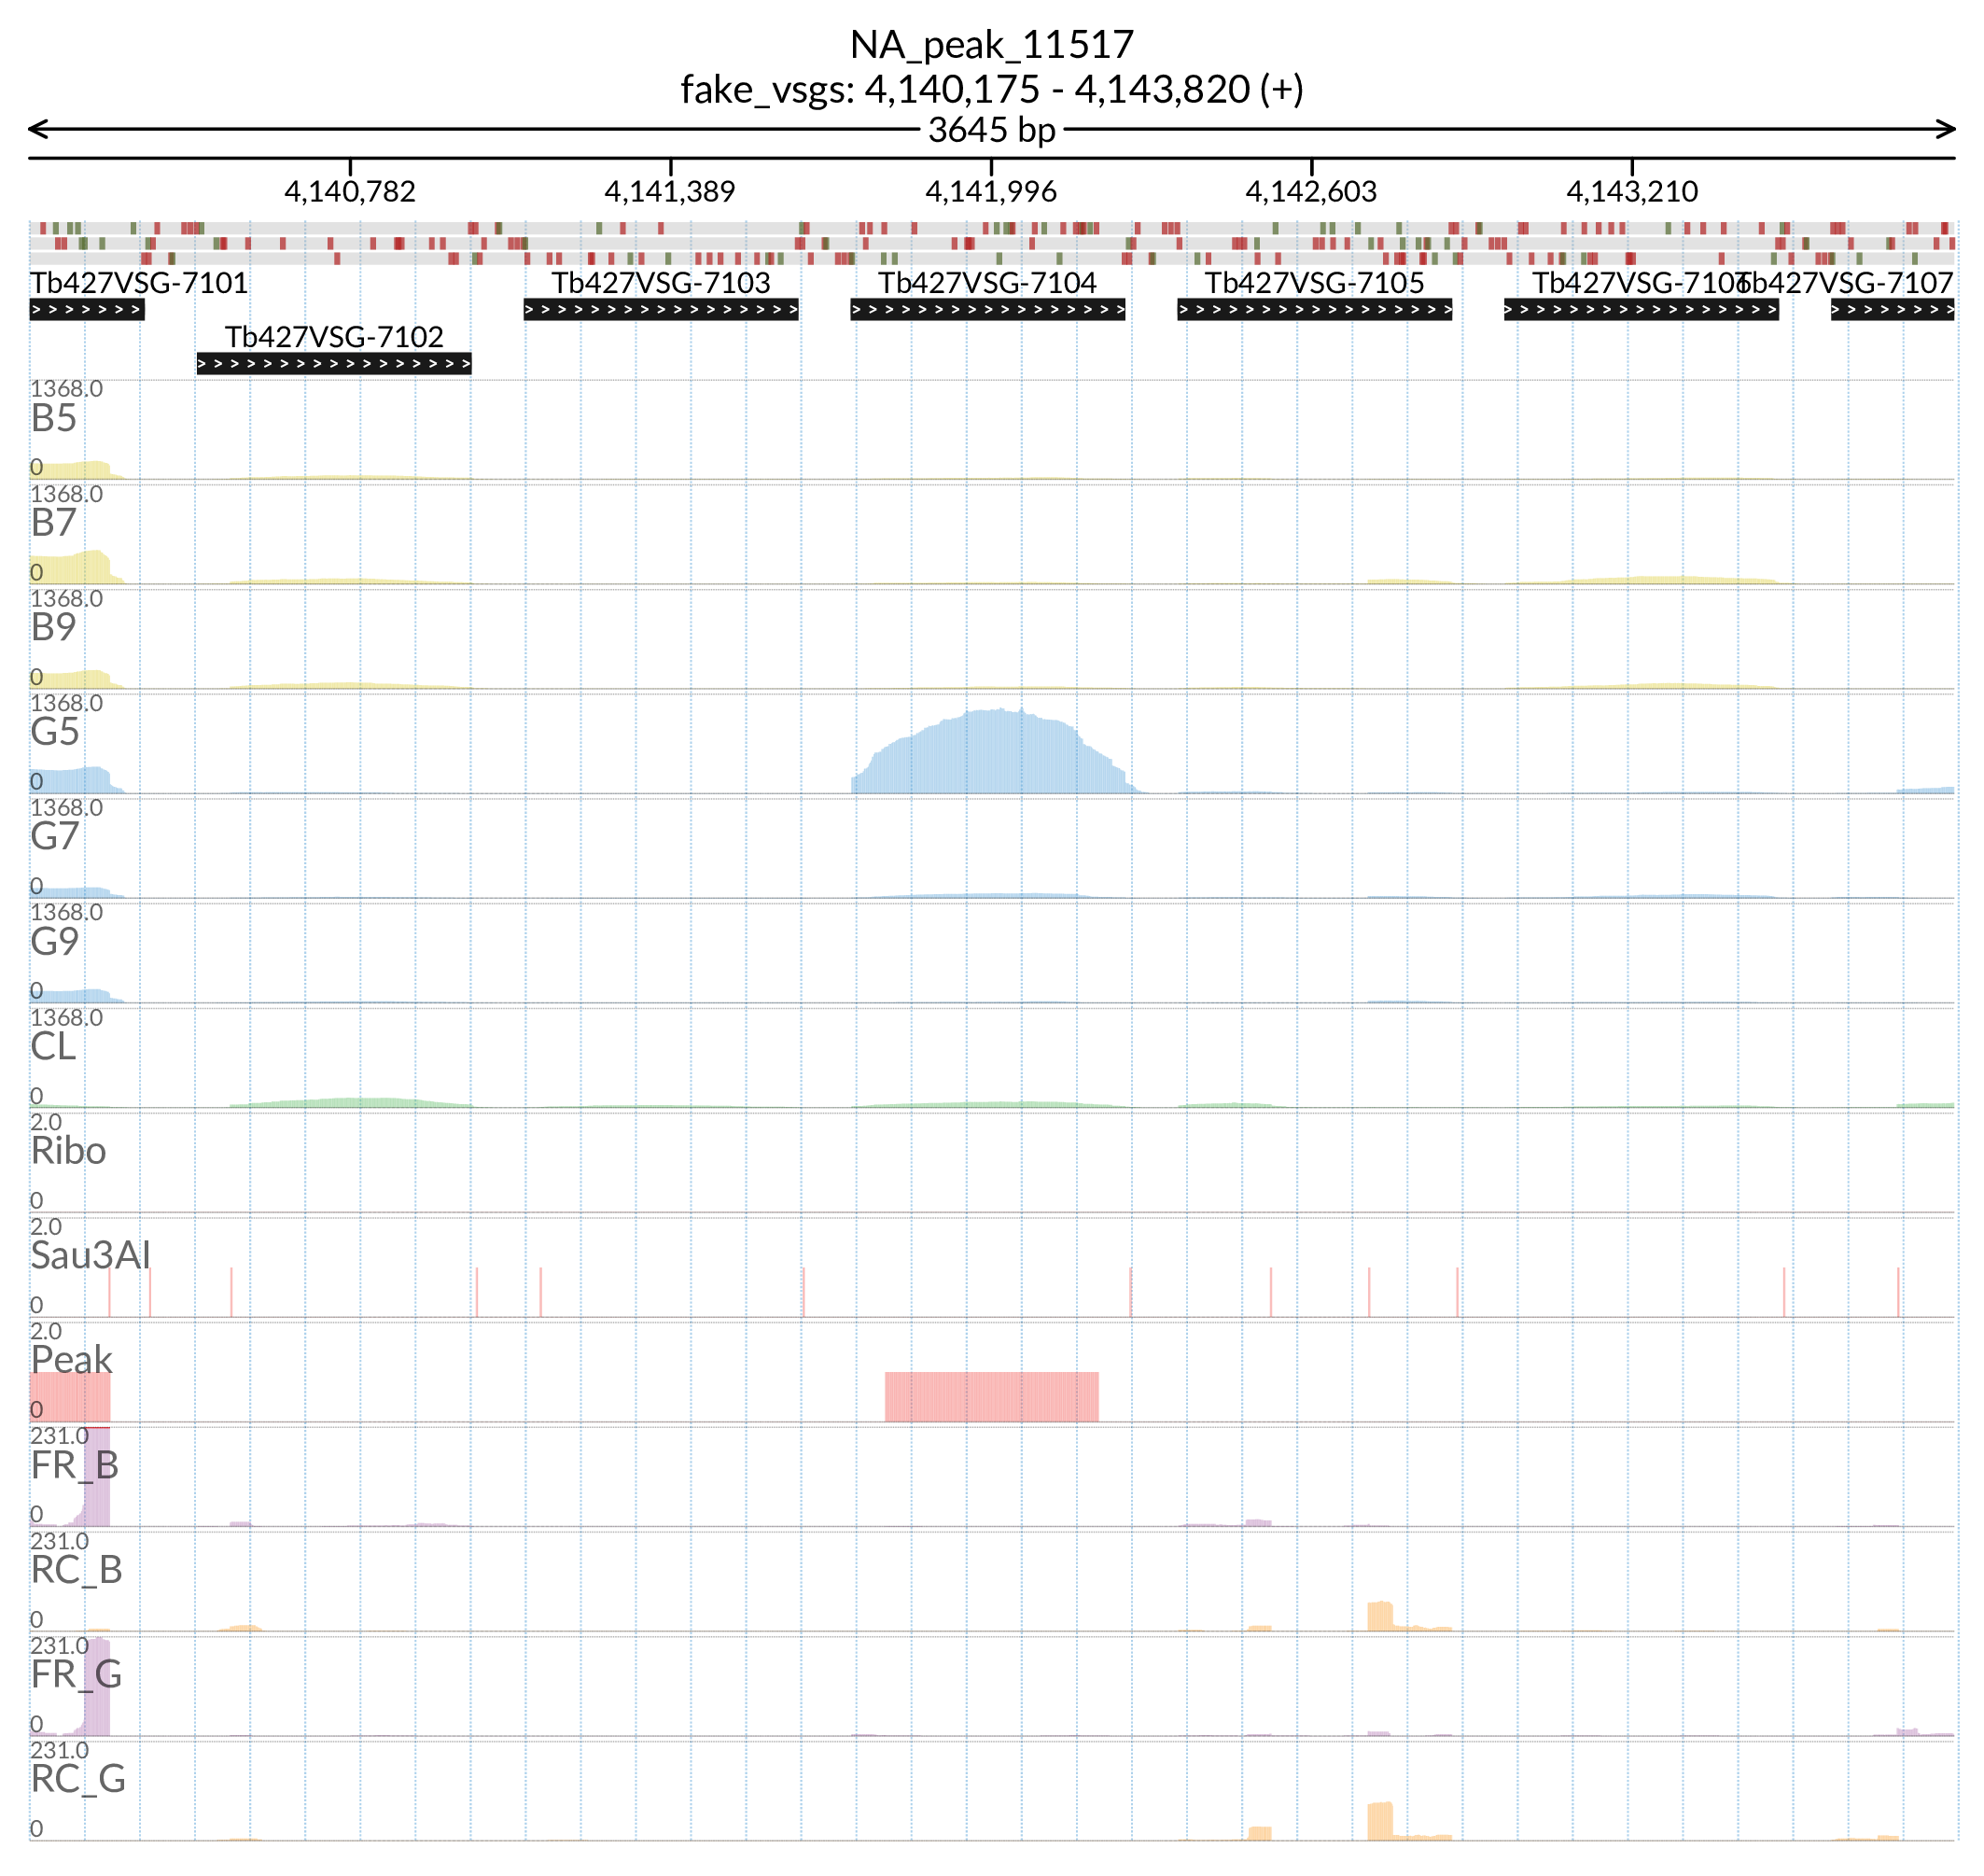 NA_peak_11517
fake_vsgs: 4,140,175 - 4,143,820 (+)
3645 bp
4,140,782 4,141,389 4,141,996 4,142,603 4,143,210
Tb427VSG-7101 Tb427VSG-7103 Tb427VSG-7104 Tb427VSG-7105 Tb427VSG-7106 Tb427VSG-7107
Tb427VSG-7102
1368.0
B5
0
1368.0
B7
0
1368.0
B9
0
1368.0
G5
0
1368.0
G7
0
1368.0
G9
0
1368.0
CL
0
2.0
Ribo
0
2.0
Sau3AI
0
2.0
Peak
0
231.0
FR_B
0
231.0
RC_B
0
231.0
FR_G
0
231.0
RC_G
0